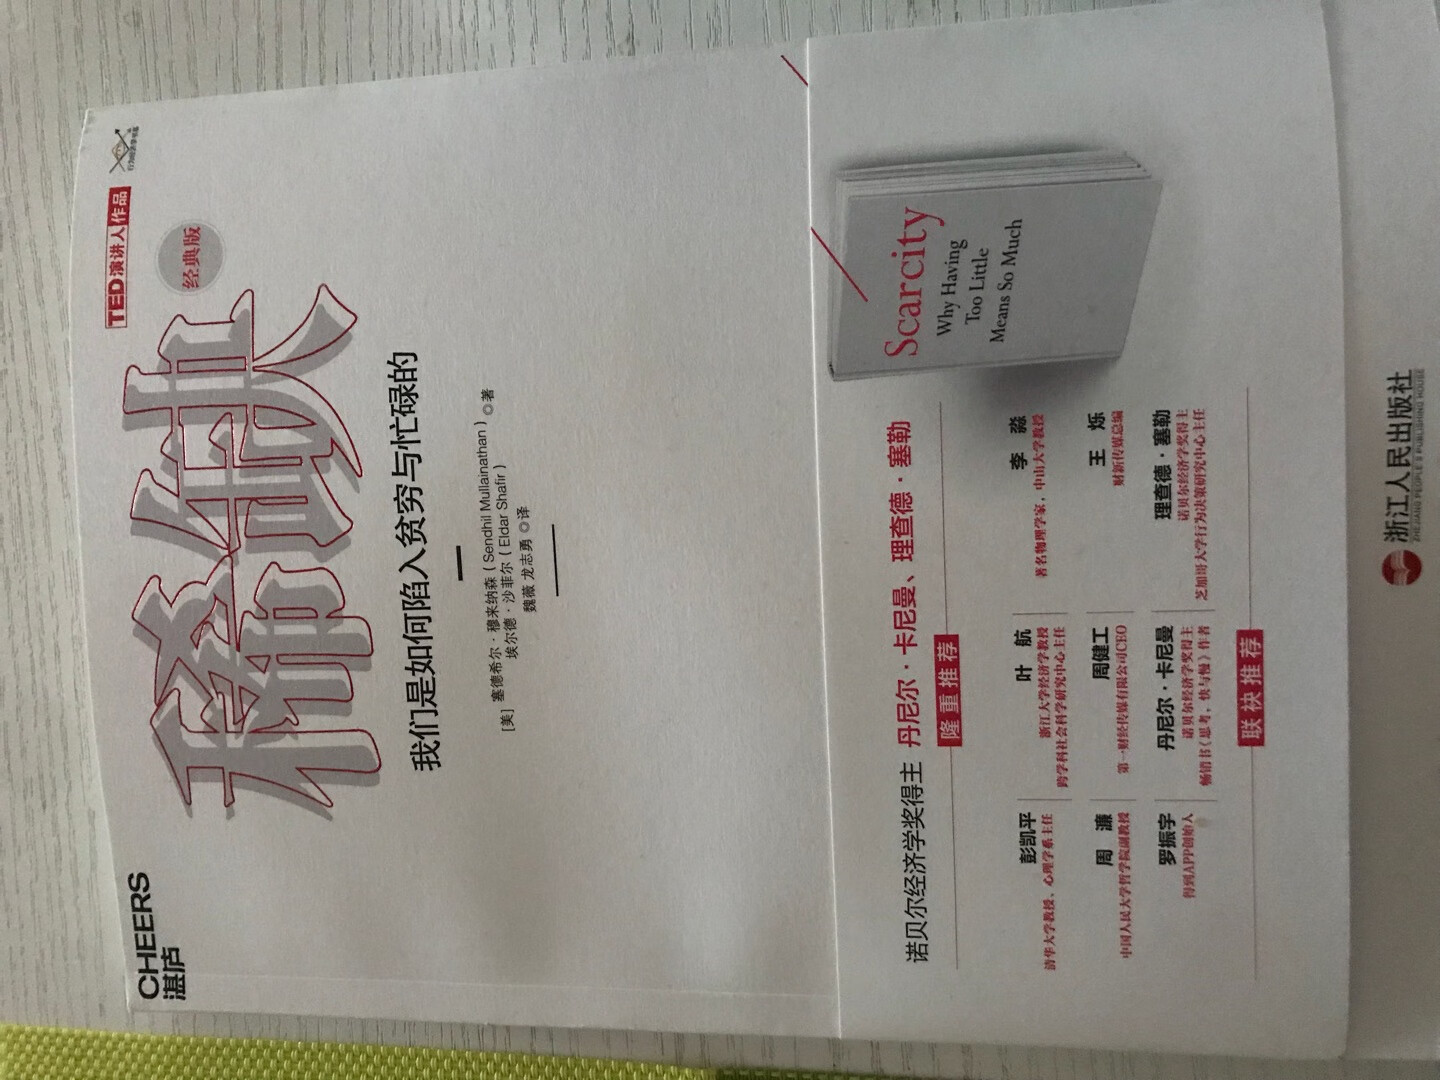 CHEERS
湛庐
TED演讲人作品
行为经济学书系
稀缺
经典版
我们是如何陷入贫穷与忙碌的
[美] 塞德希尔·穆来纳森（Sendhil Mullainathan）
埃尔德·沙菲尔（Eldar Shafir）◎著
魏薇 龙志勇 ◎译
Scarcity
Why Having
Too Little
Means So Much
诺贝尔经济学奖得主 丹尼尔·卡尼曼、理查德·塞勒
隆重推荐
彭凯平
清华大学教授、心理学系主任
叶 航
浙江大学经济学教授
跨学科社会科学研究中心主任
李 淼
著名物理学家，中山大学教授
周 濂
中国人民大学哲学院副教授
周健工
第一财经传媒有限公司CEO
王 烁
财新传媒总编
罗振宇
得到APP创始人
丹尼尔·卡尼曼
诺贝尔经济学奖得主
畅销书《思考，快与慢》作者
理查德·塞勒
诺贝尔经济学奖得主
芝加哥大学行为决策研究中心主任
联袂推荐
浙江人民出版社
ZHEJIANG PEOPLE'S PUBLISHING HOUSE